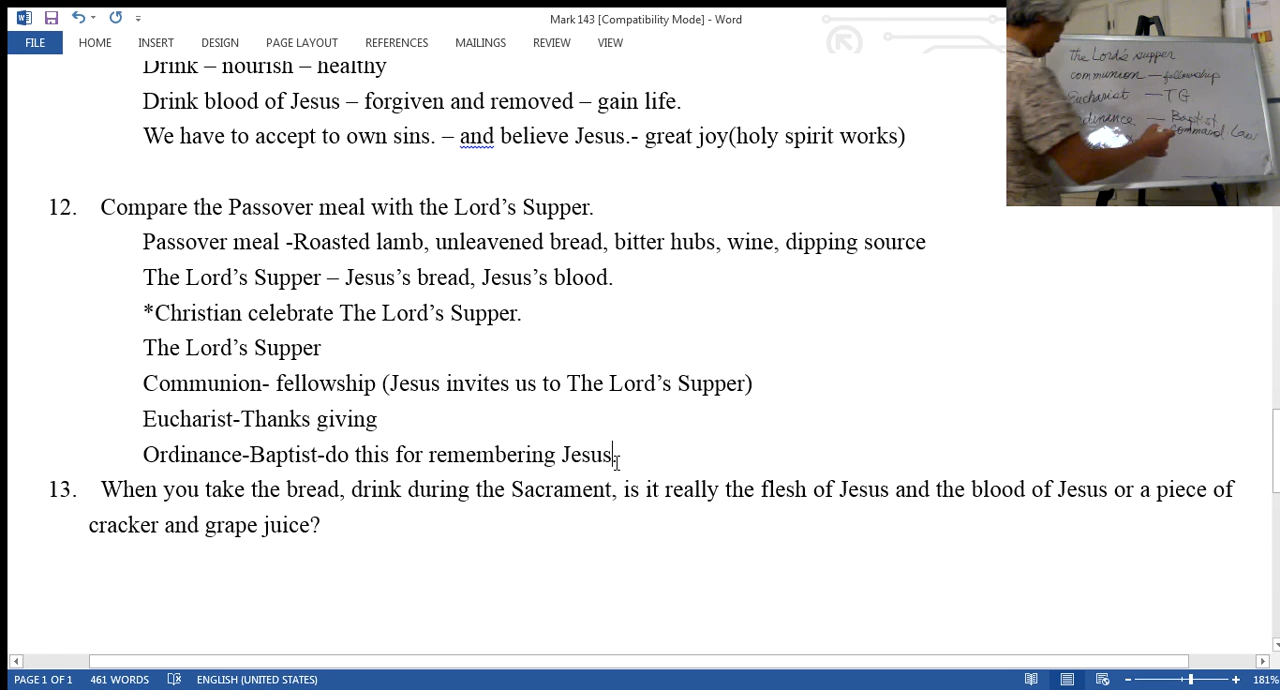 Mark 143 [Compatibility Mode] - Word
FILE HOME INSERT DESIGN PAGE LAYOUT REFERENCES MAILINGS REVIEW VIEW
Drink – nourish – healthy
Drink blood of Jesus – forgiven and removed – gain life.
We have to accept to own sins. – and believe Jesus.- great joy(holy spirit works)
12. Compare the Passover meal with the Lord’s Supper.
Passover meal -Roasted lamb, unleavened bread, bitter hubs, wine, dipping source
The Lord’s Supper – Jesus’s bread, Jesus’s blood.
*Christian celebrate The Lord’s Supper.
The Lord’s Supper
Communion- fellowship (Jesus invites us to The Lord’s Supper)
Eucharist-Thanks giving
Ordinance-Baptist-do this for remembering Jesus.
13. When you take the bread, drink during the Sacrament, is it really the flesh of Jesus and the blood of Jesus or a piece of
cracker and grape juice?
the Lord's supper
communion — fellowship
Eucharist — TG
— Baptist
command Law
PAGE 1 OF 1 461 WORDS ENGLISH (UNITED STATES) 181%